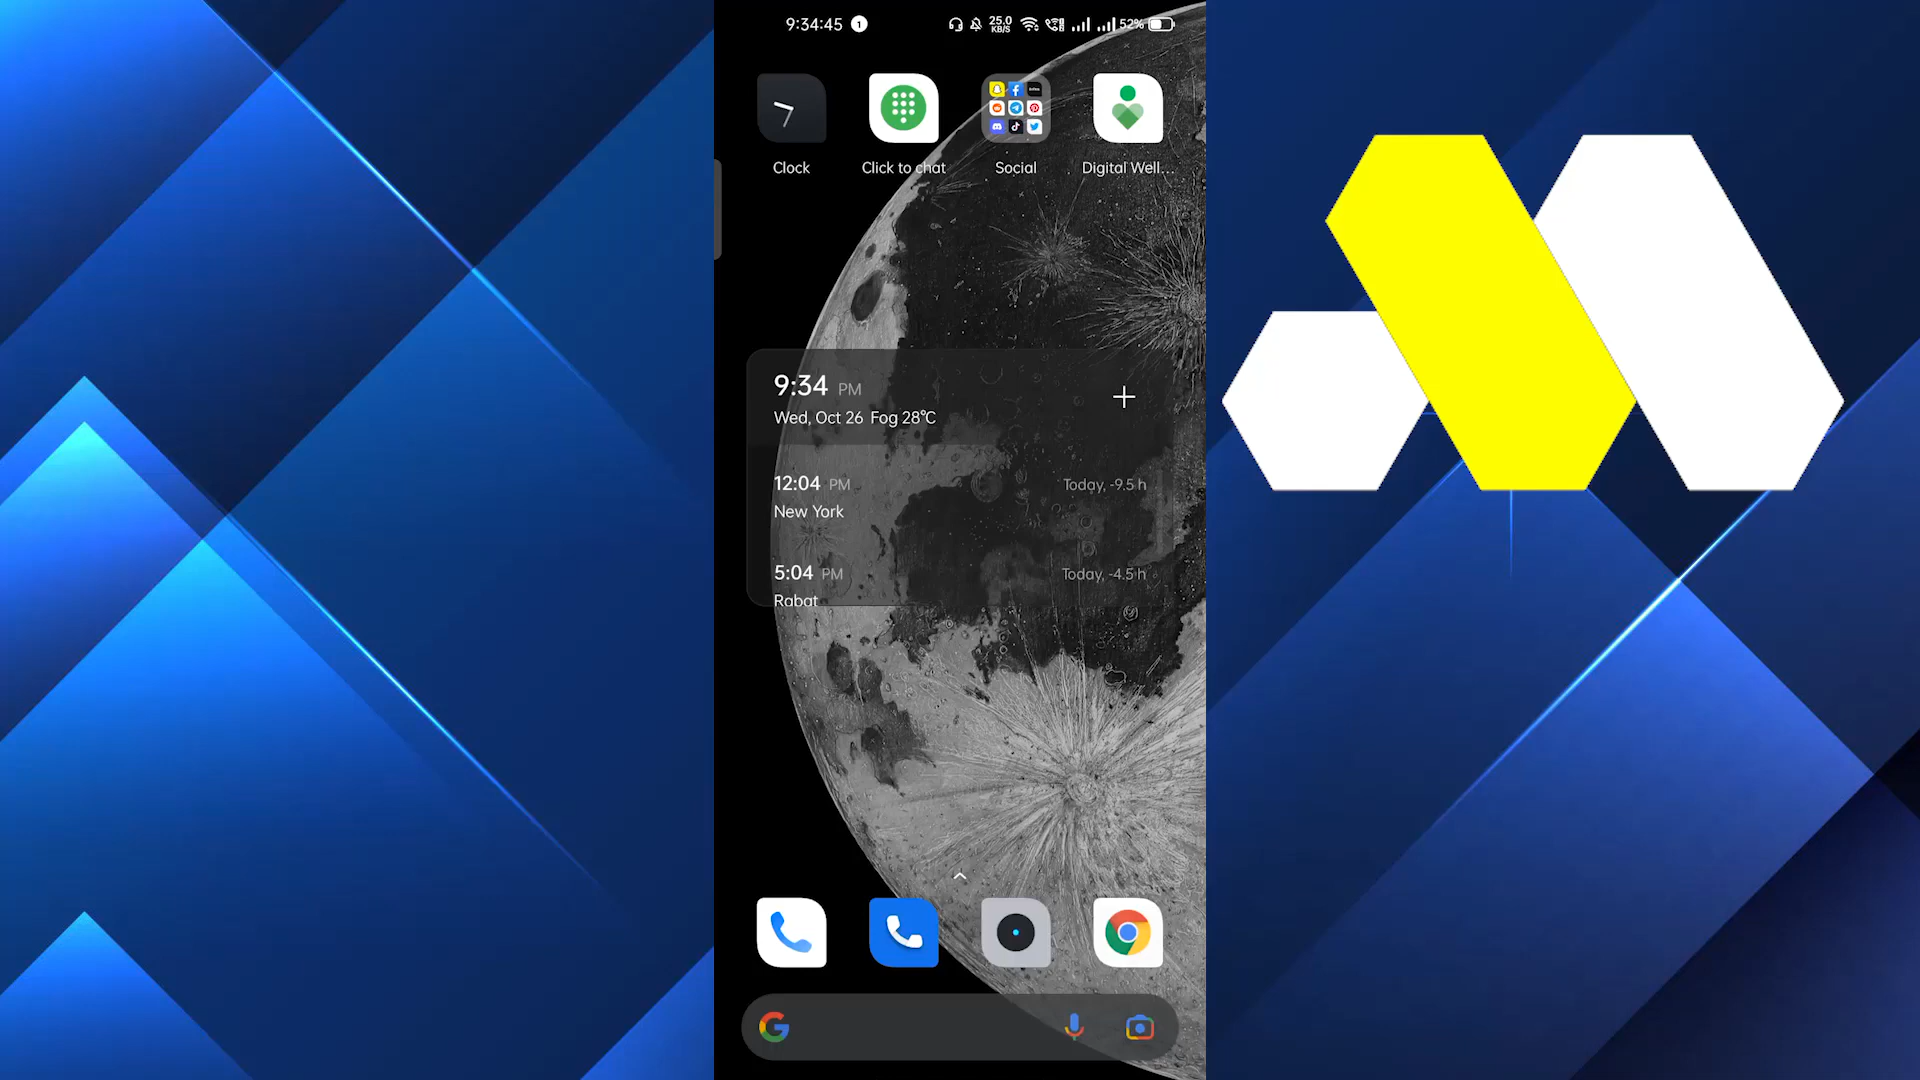 9:34:45 1 25.0 KB/S 52%
Clock Click to chat Social Digital Well...
9:34 PM
Wed, Oct 26 Fog 28°C
12:04 PM Today, -9.5 h
New York
5:04 PM Today, -4.5 h
Rabat